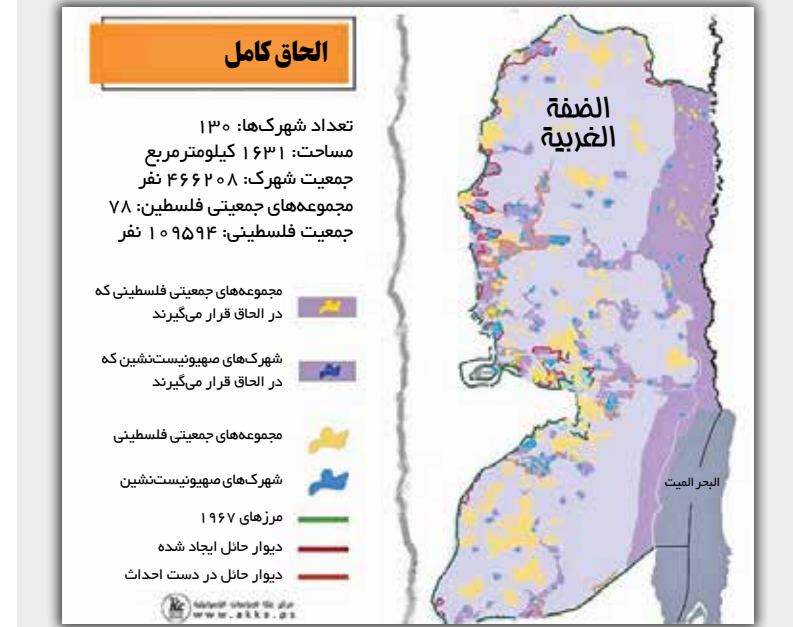 الحاق کامل
تعداد شهرک‌ها: ۱۳۰
مساحت: ۱۶۳۱ کیلومترمربع
جمعیت شهرک: ۴۶۶۲۰۸ نفر
مجموعه‌های جمعیتی فلسطین: ۷۸
جمعیت فلسطینی: ۱۰۹۵۹۴ نفر
مجموعه‌های جمعیتی فلسطینی که
در الحاق قرار می‌گیرند
شهرک‌های صهیونیست‌نشین که
در الحاق قرار می‌گیرند
مجموعه‌های جمعیتی فلسطینی
شهرک‌های صهیونیست‌نشین
مرزهای ۱۹۶۷
دیوار حائل ایجاد شده
دیوار حائل در دست احداث
www.akka.ps
الضفة
الغربية
البحر الميت